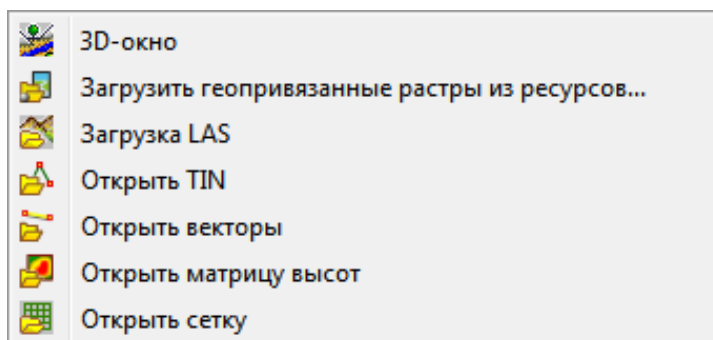 3D-окно
Загрузить геопривязанные растры из ресурсов...
Загрузка LAS
Открыть TIN
Открыть векторы
Открыть матрицу высот
Открыть сетку